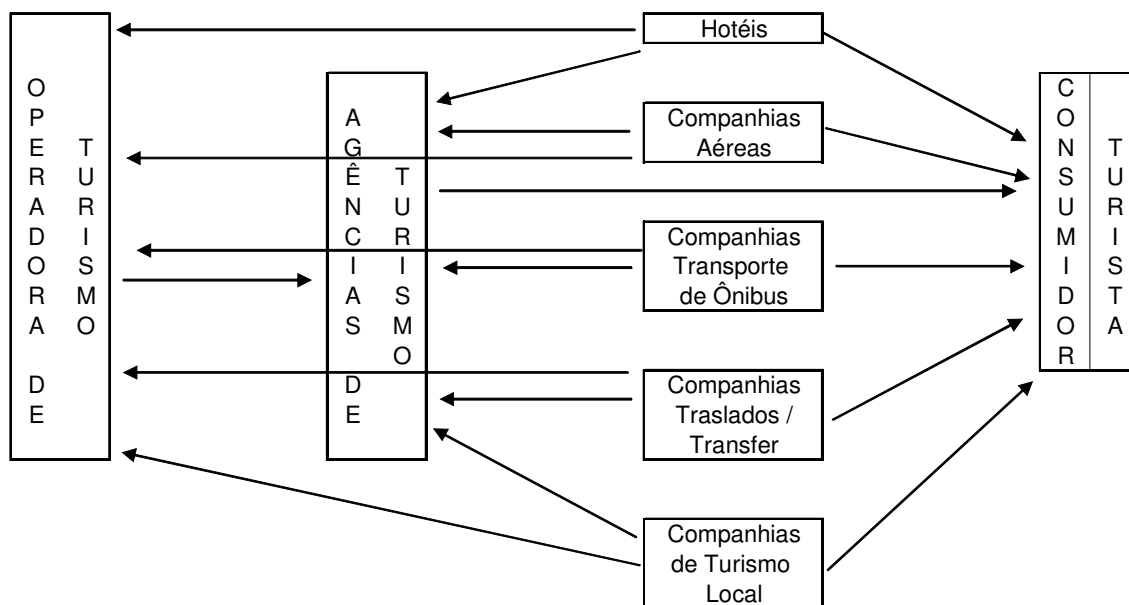 OPERADORA DE
TURISMO
AGÊNCIAS DE
TURISMO
Hotéis
Companhias
Aéreas
Companhias
Transporte
de Ônibus
Companhias
Traslados /
Transfer
Companhias
de Turismo
Local
CONSUMIDOR
TURISTA